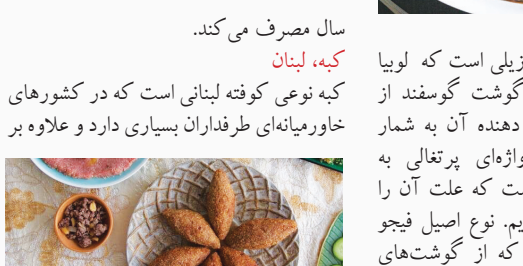 زیلی است که لوبیا
گوشت گوسفند از
دهنده آن به شمار
واژه‌ای پرتغالی به
ت که علت آن را
یم. نوع اصیل فیجو
که از گوشت‌های
سال مصرف می‌کند.
کبه، لبنان
کبه نوعی کوفته لبنانی است که در کشورهای
خاورمیانه‌ای طرفداران بسیاری دارد و علاوه بر